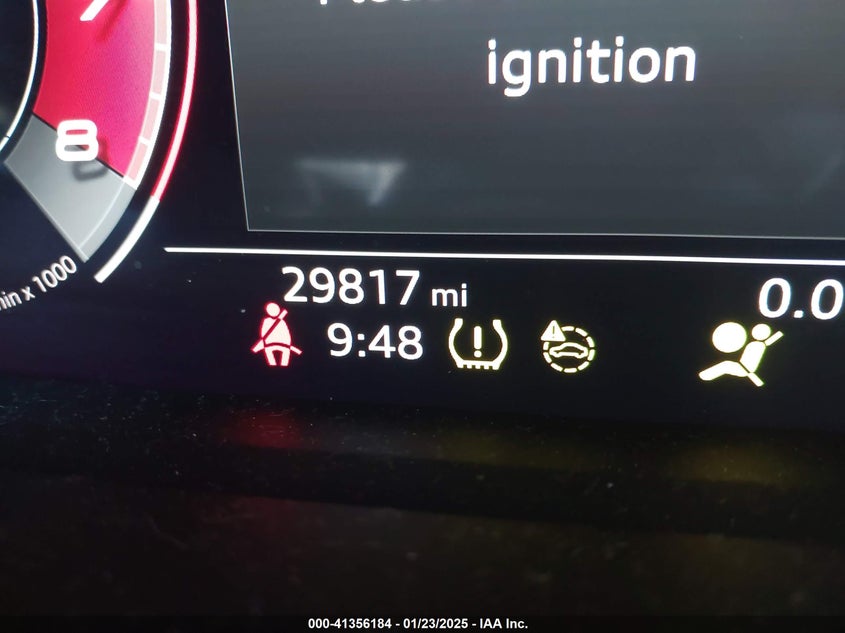 ignition
8
min x 1000
29817 mi
0.0
9:48
000-41356184 - 01/23/2025 - IAA Inc.